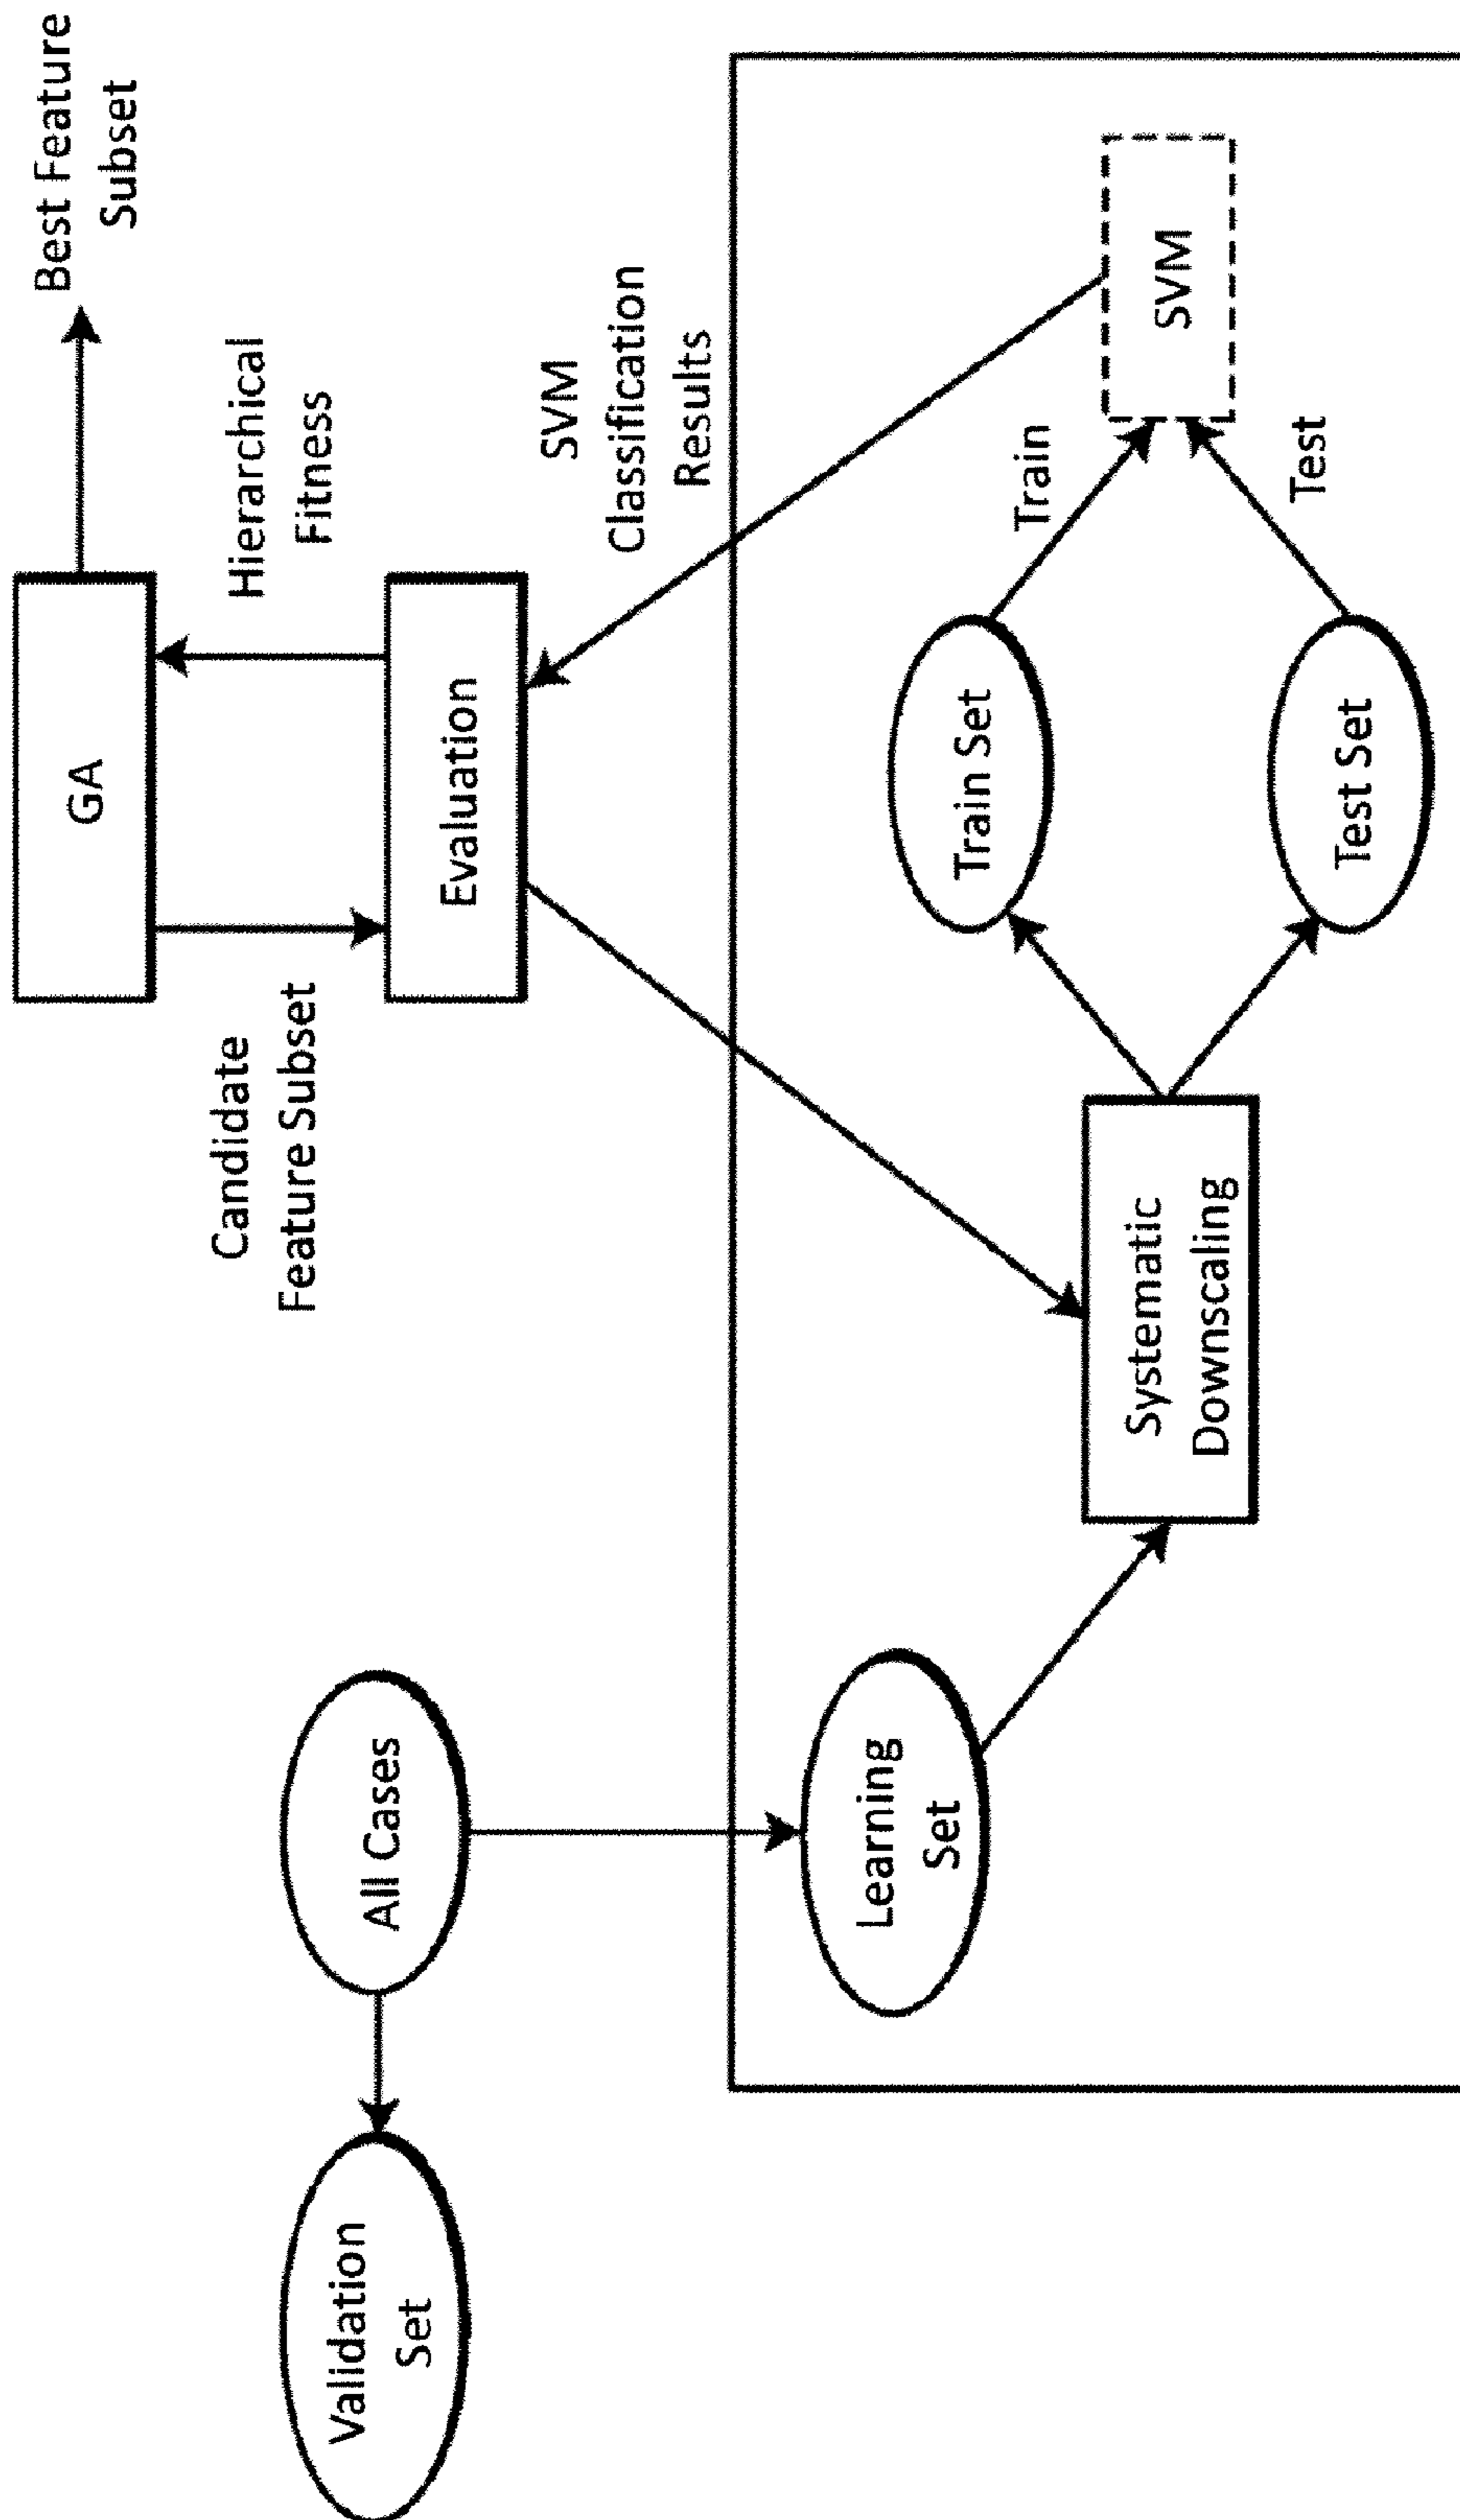 GA
Best Feature
Subset
Candidate
Feature Subset
Hierarchical
Fitness
Validation
Set
All Cases
Evaluation
SVM
Classification
Results
Learning
Set
Systematic
Downscaling
Train Set
Train
SVM
Test Set
Test